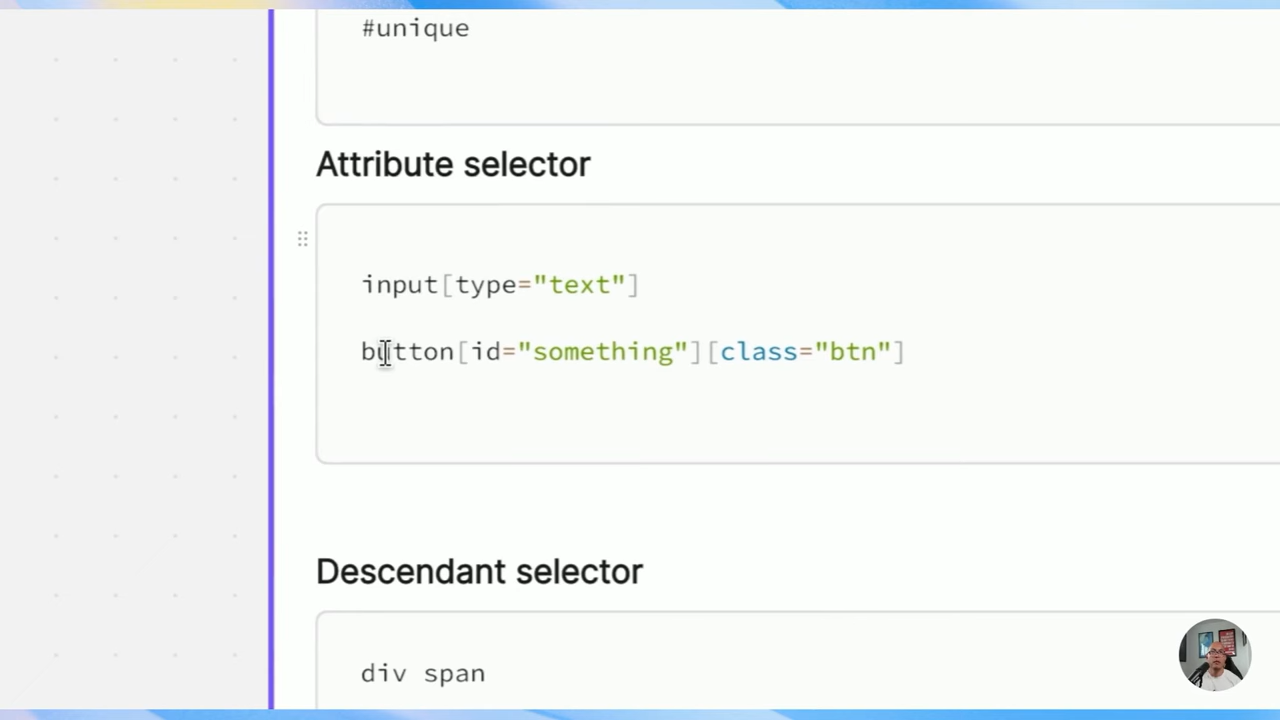 #unique
Attribute selector
input[type="text"]
button[id="something"][class="btn"]
Descendant selector
div span